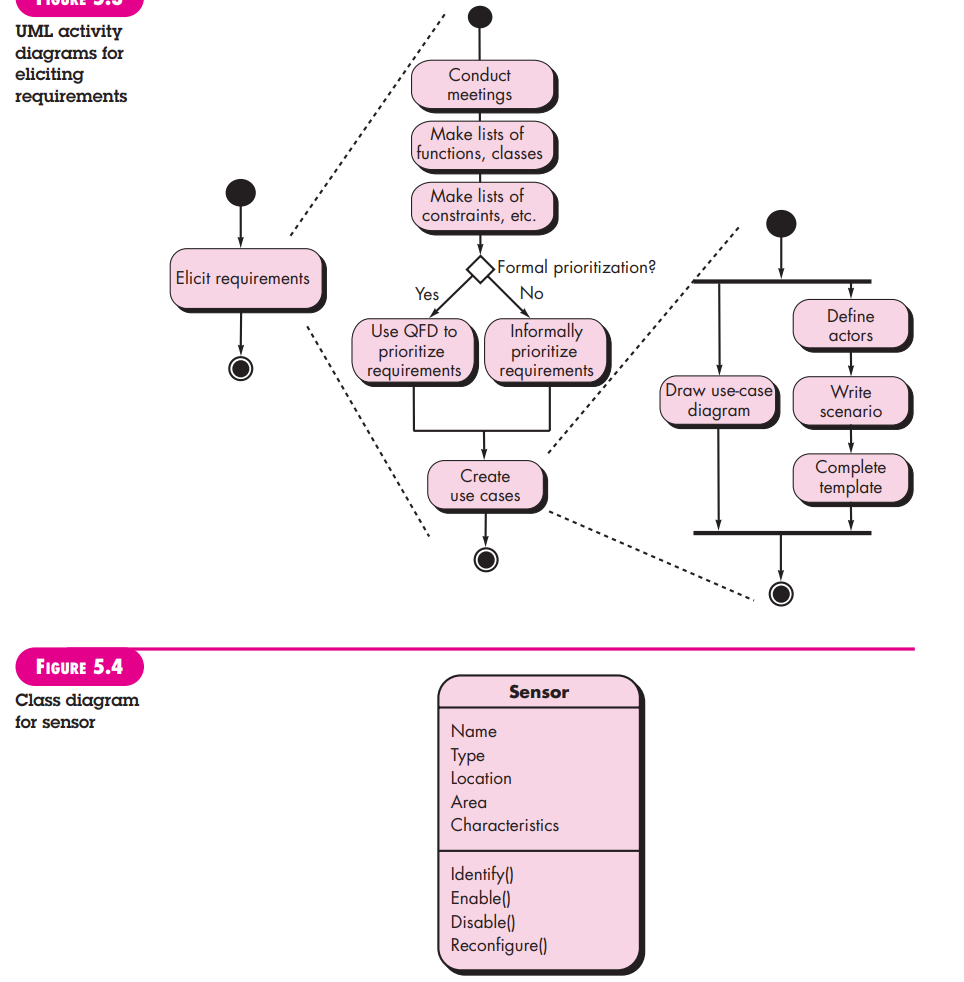 FIGURE 5.3
UML activity
diagrams for
eliciting
requirements
Elicit requirements
Conduct
meetings
Make lists of
functions, classes
Make lists of
constraints, etc.
Formal prioritization?
Yes
No
Use QFD to
prioritize
requirements
Informally
prioritize
requirements
Create
use cases
Draw use-case
diagram
Define
actors
Write
scenario
Complete
template
FIGURE 5.4
Class diagram
for sensor
Sensor
Name
Type
Location
Area
Characteristics
Identify()
Enable()
Disable()
Reconfigure()